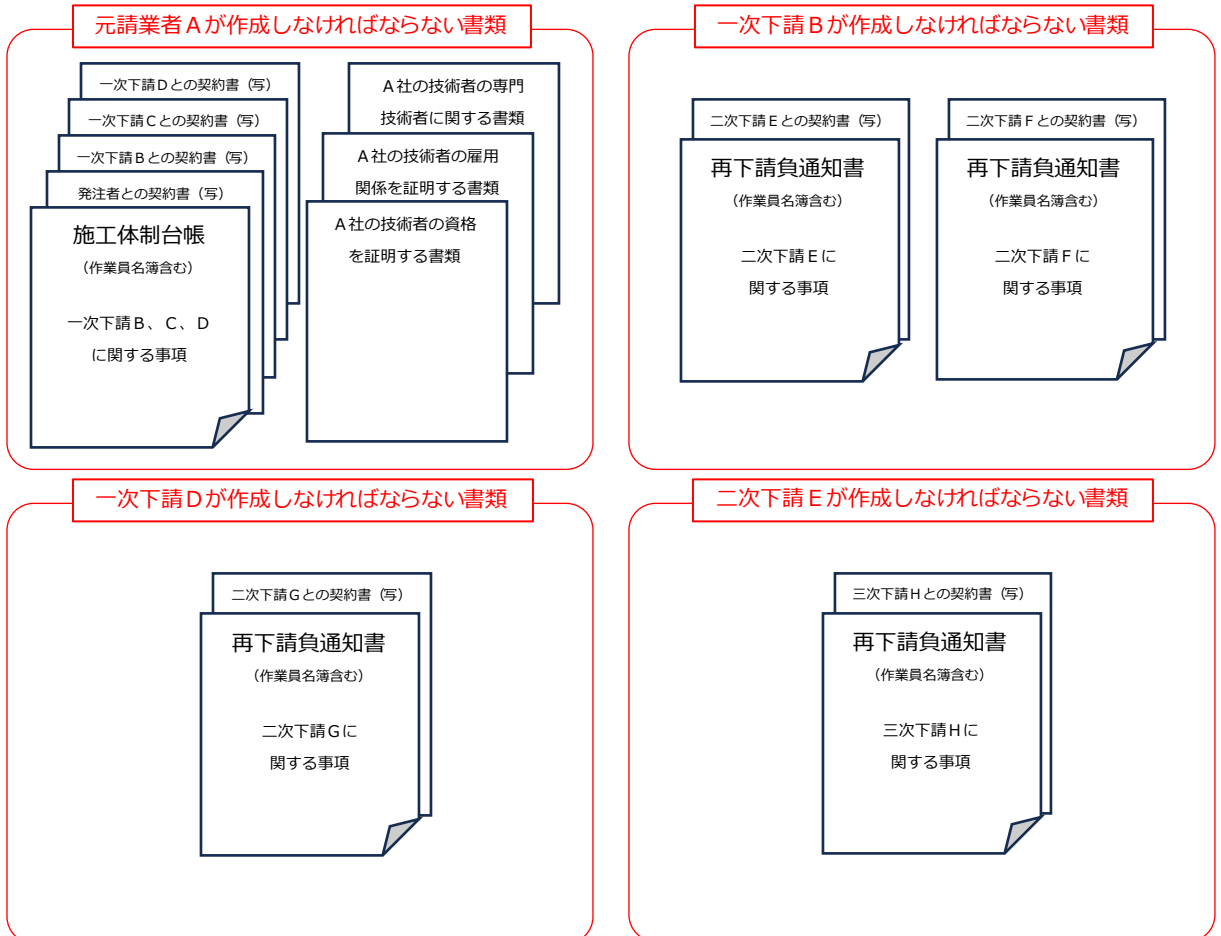 元請業者Aが作成しなければならない書類
一次下請Dとの契約書（写）
一次下請Cとの契約書（写）
一次下請Bとの契約書（写）
発注者との契約書（写）
施工体制台帳
（作業員名簿含む）
一次下請B、C、D
に関する事項
A社の技術者の専門
技術者に関する書類
A社の技術者の雇用
関係を証明する書類
A社の技術者の資格
を証明する書類
一次下請Bが作成しなければならない書類
二次下請Eとの契約書（写）
再下請負通知書
（作業員名簿含む）
二次下請Eに
関する事項
二次下請Fとの契約書（写）
再下請負通知書
（作業員名簿含む）
二次下請Fに
関する事項
一次下請Dが作成しなければならない書類
二次下請Gとの契約書（写）
再下請負通知書
（作業員名簿含む）
二次下請Gに
関する事項
二次下請Eが作成しなければならない書類
三次下請Hとの契約書（写）
再下請負通知書
（作業員名簿含む）
三次下請Hに
関する事項